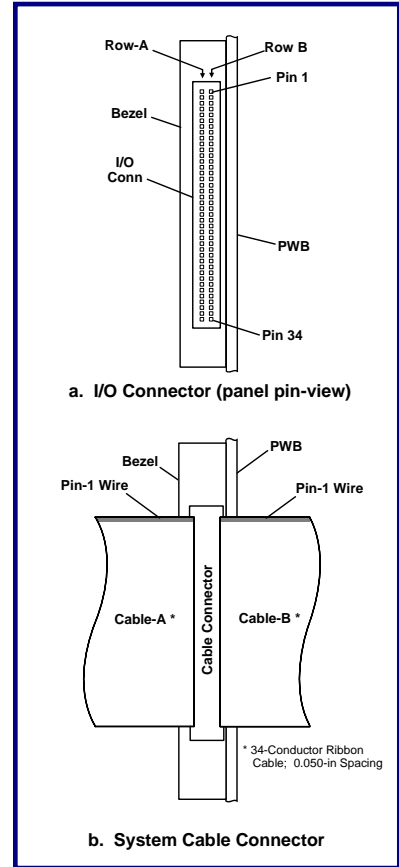 Row-A
Row B
Pin 1
Bezel
I/O
Conn
PWB
Pin 34
a. I/O Connector (panel pin-view)
PWB
Bezel
Pin-1 Wire
Pin-1 Wire
Cable-A *
Cable Connector
Cable-B *
* 34-Conductor Ribbon
Cable; 0.050-in Spacing
b. System Cable Connector